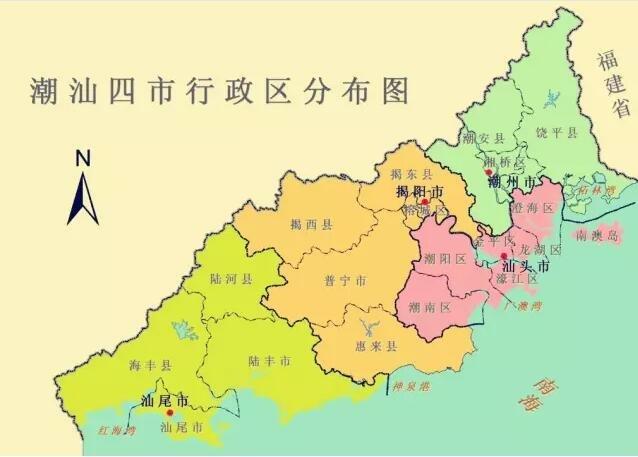 潮汕四市行政区分布图
福建省
N
潮安县
饶平县
湘桥区
潮州市
揭东县
揭阳市
榕城区
澄海区
柘林湾
南澳岛
揭西县
金平区
龙湖区
潮阳区
汕头市
濠江区
陆河县
普宁市
潮南区
广澳湾
惠来县
海丰县
陆丰市
神泉港
南海
汕尾市
红海湾
汕尾市